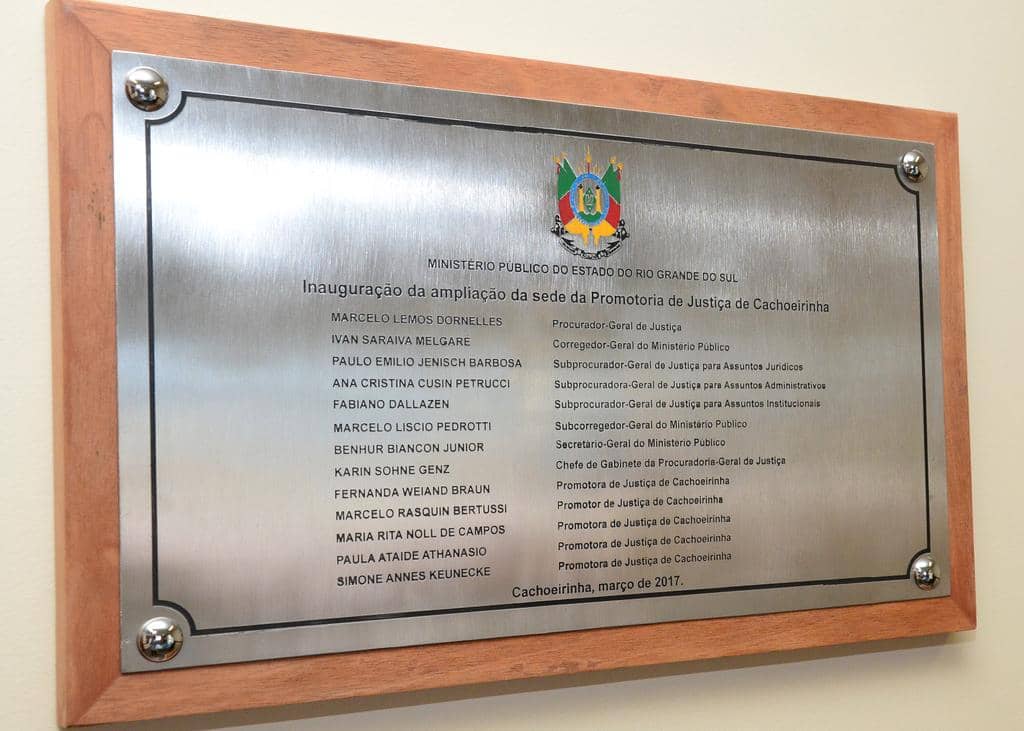 MINISTÉRIO PÚBLICO DO ESTADO DO RIO GRANDE DO SUL
Inauguração da ampliação da sede da Promotoria de Justiça de Cachoeirinha
MARCELO LEMOS DORNELLES Procurador-Geral de Justiça
IVAN SARAIVA MELGARÉ Corregedor-Geral do Ministério Público
PAULO EMILIO JENISCH BARBOSA Subprocurador-Geral de Justiça para Assuntos Jurídicos
ANA CRISTINA CUSIN PETRUCCI Subprocuradora-Geral de Justiça para Assuntos Administrativos
FABIANO DALLAZEN Subprocurador-Geral de Justiça para Assuntos Institucionais
MARCELO LISCIO PEDROTTI Subcorregedor-Geral do Ministério Público
BENHUR BIANCON JUNIOR Secretário-Geral do Ministério Público
KARIN SOHNE GENZ Chefe de Gabinete da Procuradoria-Geral de Justiça
FERNANDA WEIAND BRAUN Promotora de Justiça de Cachoeirinha
MARCELO RASQUIN BERTUSSI Promotor de Justiça de Cachoeirinha
MARIA RITA NOLL DE CAMPOS Promotora de Justiça de Cachoeirinha
PAULA ATAIDE ATHANASIO Promotora de Justiça de Cachoeirinha
SIMONE ANNES KEUNECKE Promotora de Justiça de Cachoeirinha
Cachoeirinha, março de 2017.